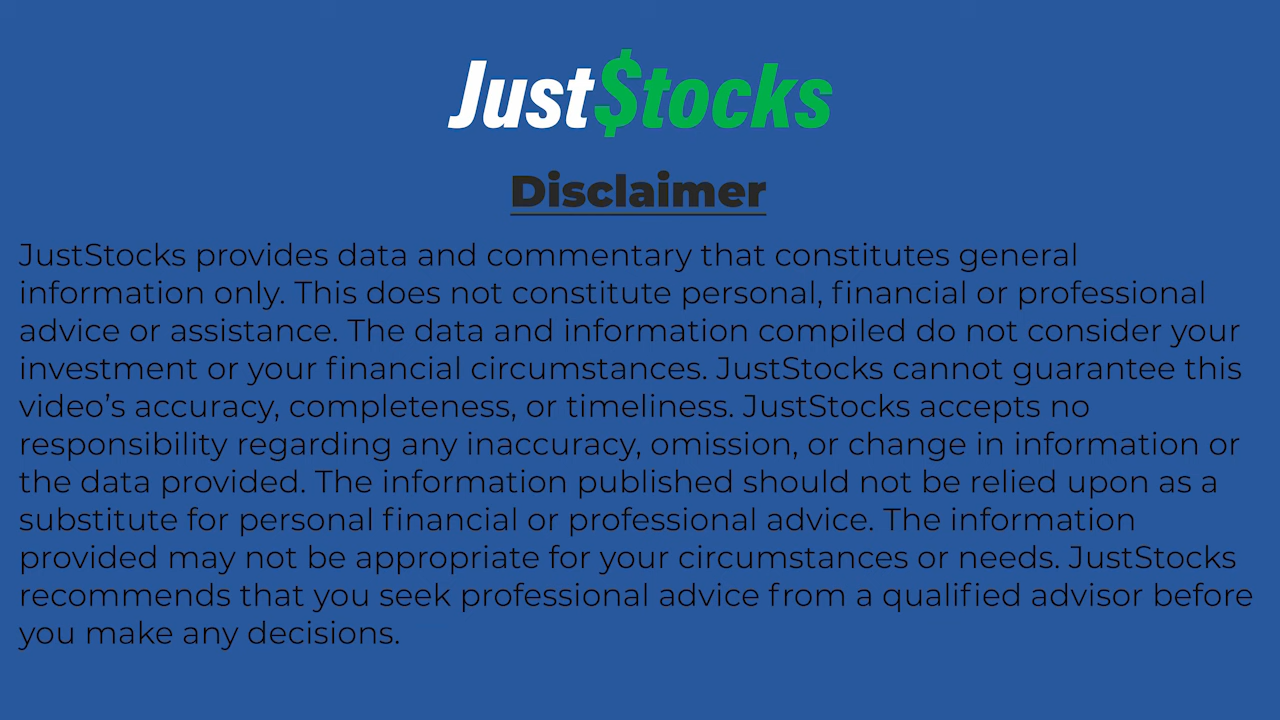 Just$tocks
Disclaimer
JustStocks provides data and commentary that constitutes general
information only. This does not constitute personal, financial or professional
advice or assistance. The data and information compiled do not consider your
investment or your financial circumstances. JustStocks cannot guarantee this
video’s accuracy, completeness, or timeliness. JustStocks accepts no
responsibility regarding any inaccuracy, omission, or change in information or
the data provided. The information published should not be relied upon as a
substitute for personal financial or professional advice. The information
provided may not be appropriate for your circumstances or needs. JustStocks
recommends that you seek professional advice from a qualified advisor before
you make any decisions.